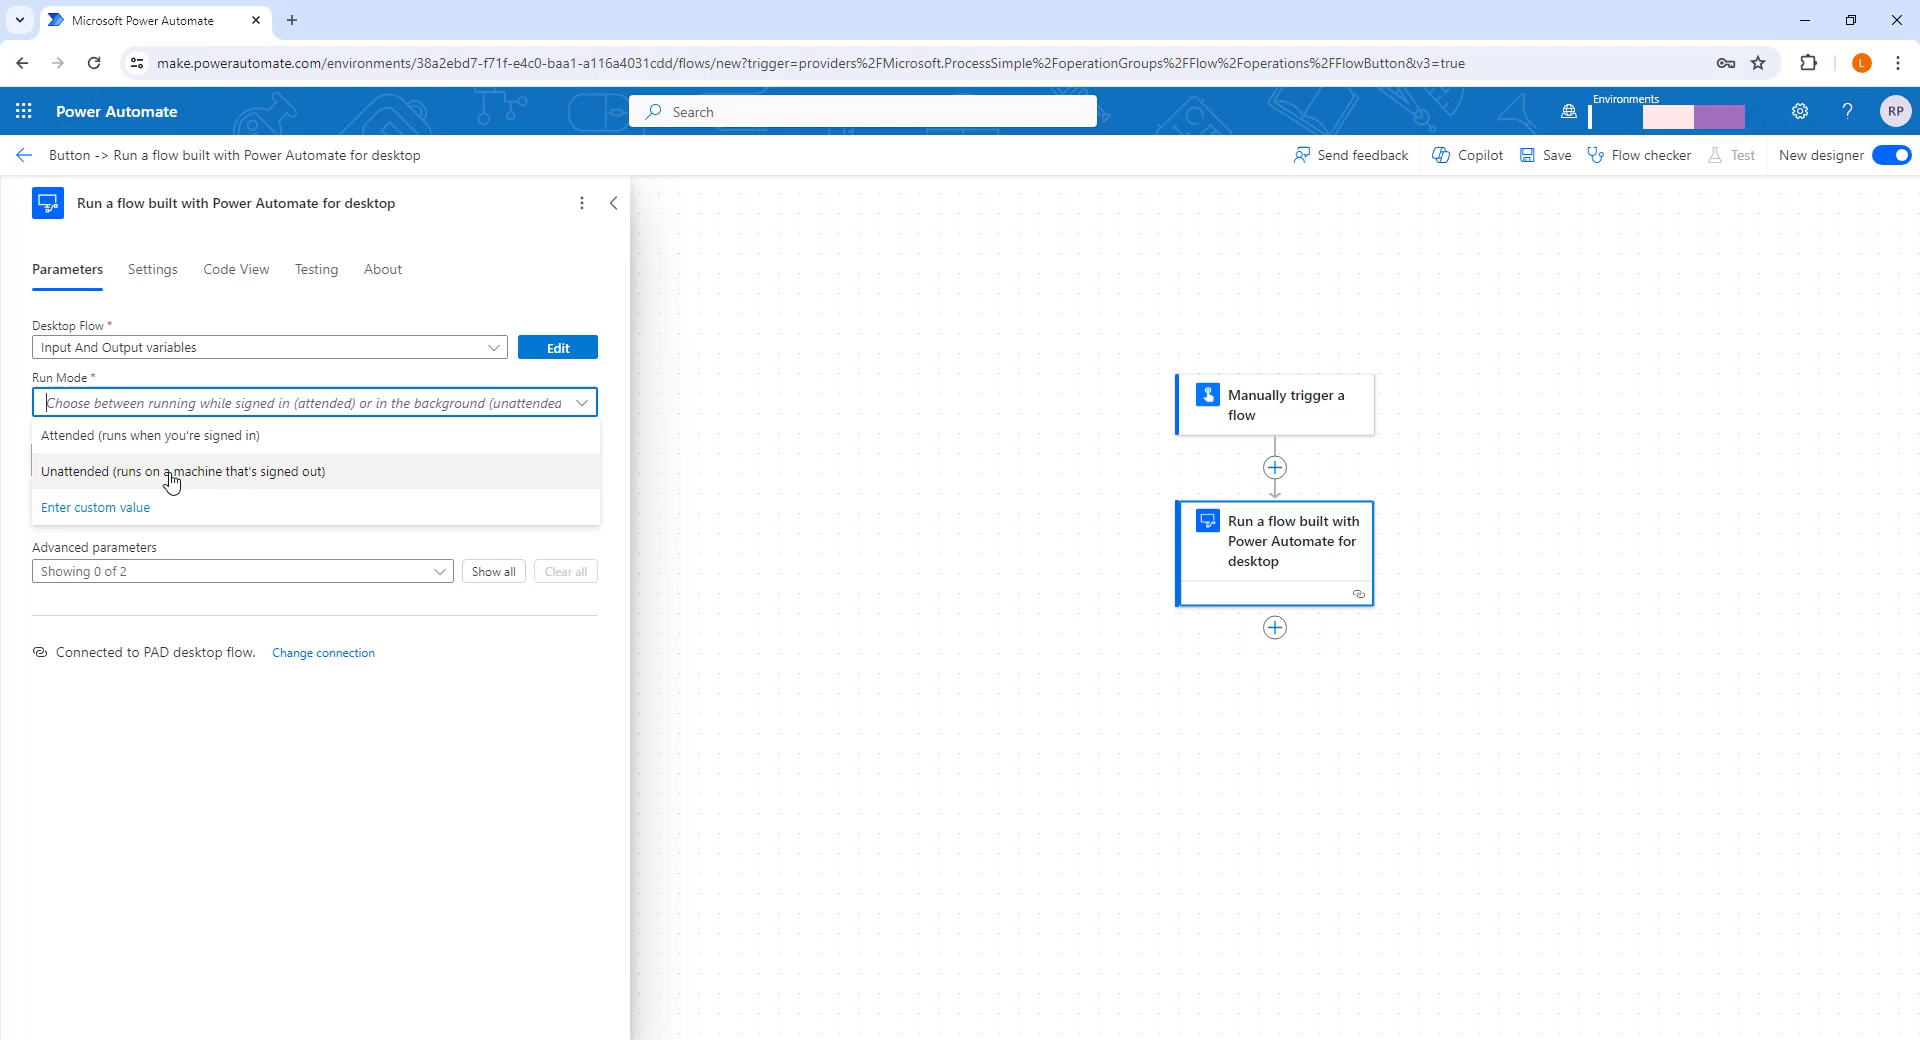 Microsoft Power Automate
make.powerautomate.com/environments/38a2ebd7-f71f-e4c0-baa1-a116a4031cdd/flows/new?trigger=providers%2FMicrosoft.ProcessSimple%2FoperationGroups%2FFlow%2Foperations%2FFlowButton&v3=true
L
Power Automate
Search
Environments
RP
Button -> Run a flow built with Power Automate for desktop
Send feedback
Copilot
Save
Flow checker
Test
New designer
Run a flow built with Power Automate for desktop
Parameters
Settings
Code View
Testing
About
Desktop Flow *
Input And Output variables
Edit
Run Mode *
Choose between running while signed in (attended) or in the background (unattended
Attended (runs when you're signed in)
Unattended (runs on a machine that's signed out)
Enter custom value
Advanced parameters
Showing 0 of 2
Show all
Clear all
Connected to PAD desktop flow.
Change connection
Manually trigger a
flow
Run a flow built with
Power Automate for
desktop